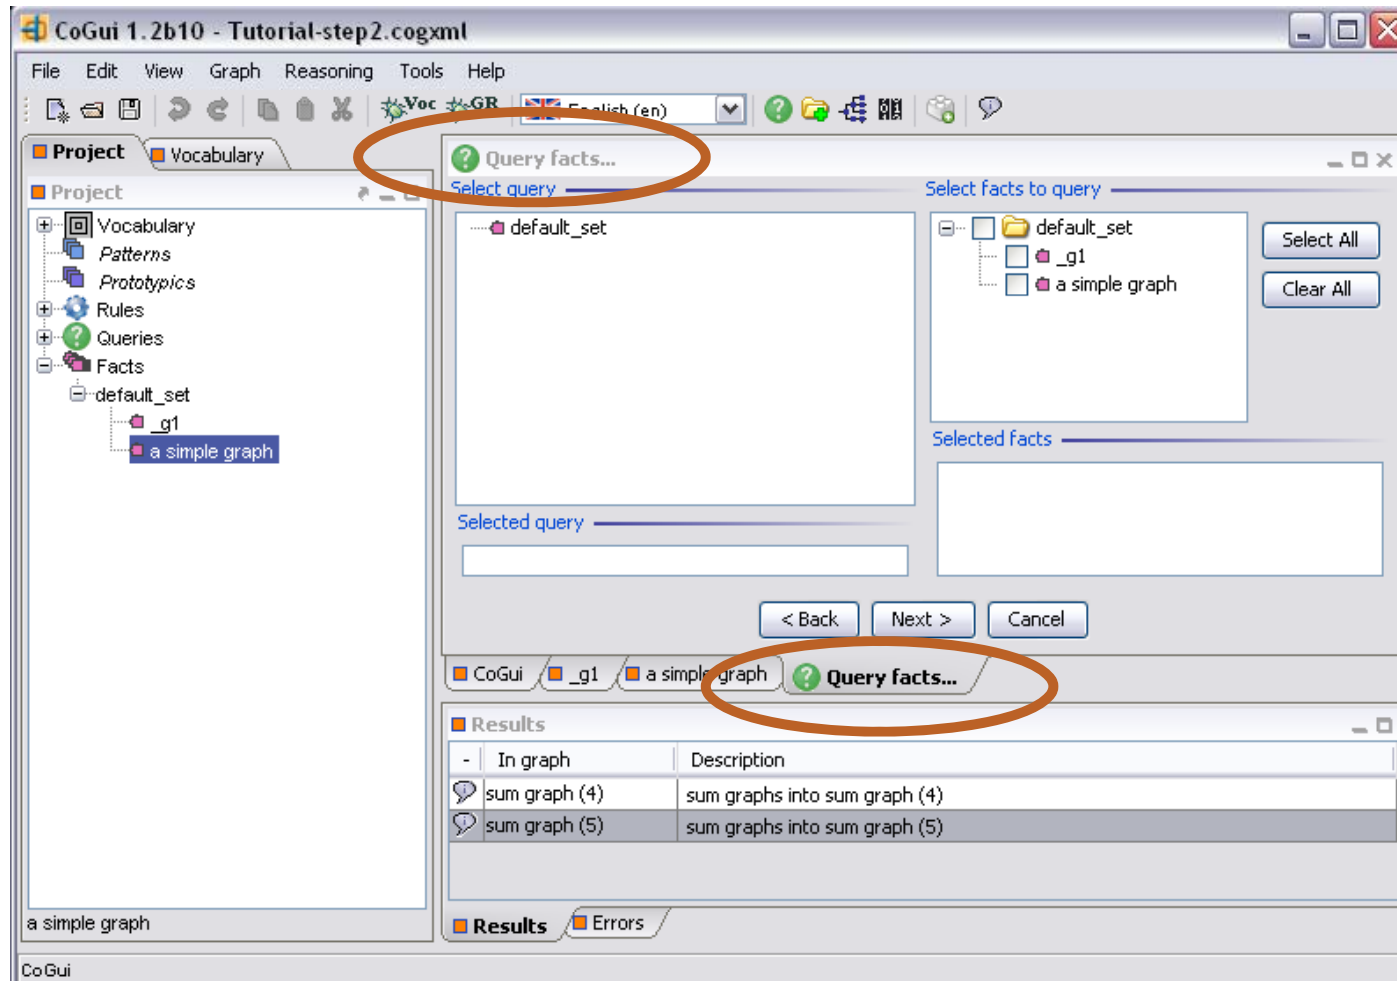 CoGui 1.2b10 - Tutorial-step2.cogxml
File Edit View Graph Reasoning Tools Help
Voc GR English (en)
Project Vocabulary
Project
Vocabulary
Patterns
Prototypics
Rules
Queries
Facts
default_set
_g1
a simple graph
a simple graph
Query facts...
Select query
default_set
Selected query
Select facts to query
default_set
_g1
a simple graph
Select All
Clear All
Selected facts
< Back Next > Cancel
CoGui _g1 a simple graph Query facts...
Results
- In graph Description
sum graph (4) sum graphs into sum graph (4)
sum graph (5) sum graphs into sum graph (5)
Results Errors
CoGui